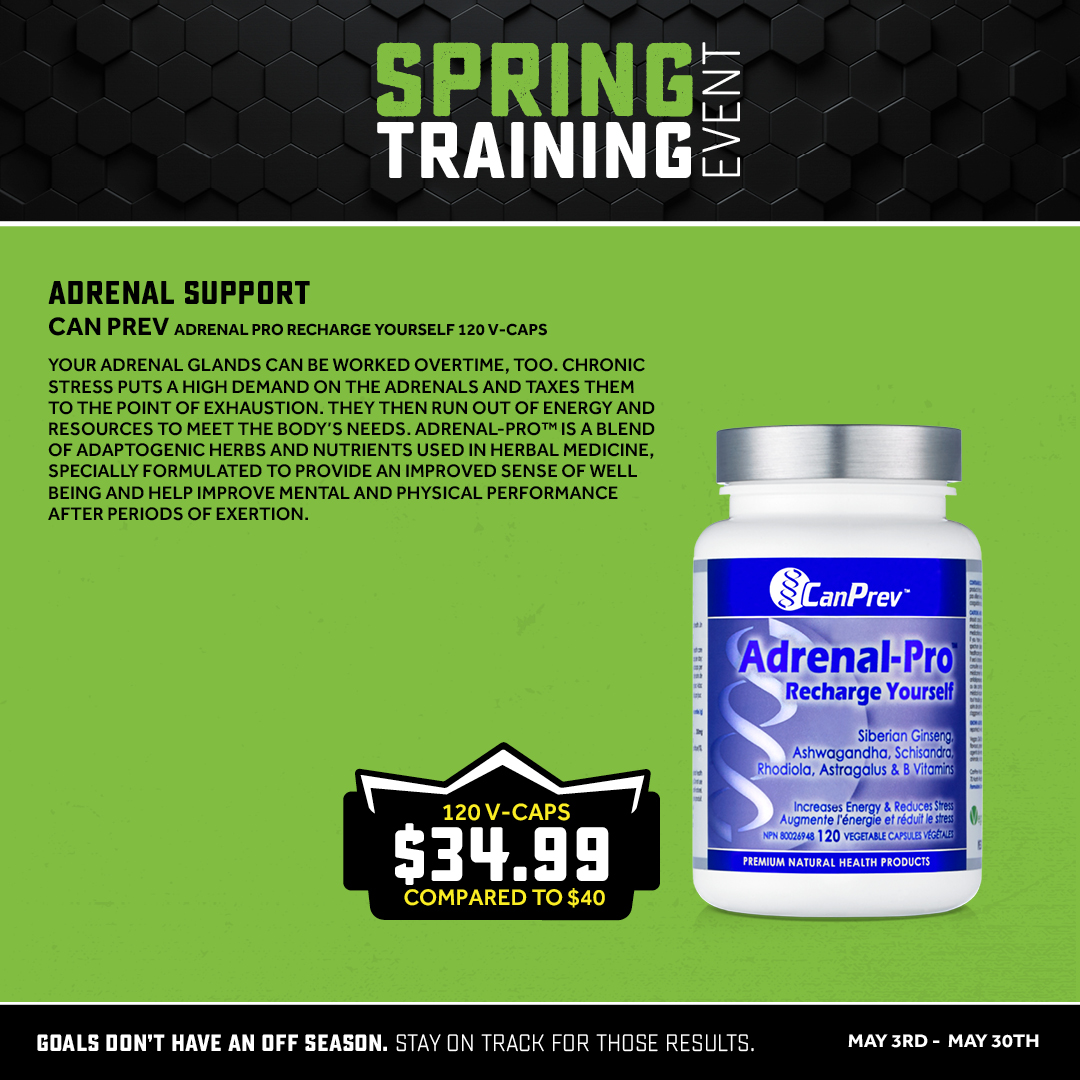 SPRING
TRAINING
EVENT
ADRENAL SUPPORT
CAN PREV ADRENAL PRO RECHARGE YOURSELF 120 V-CAPS
YOUR ADRENAL GLANDS CAN BE WORKED OVERTIME, TOO. CHRONIC
STRESS PUTS A HIGH DEMAND ON THE ADRENALS AND TAXES THEM
TO THE POINT OF EXHAUSTION. THEY THEN RUN OUT OF ENERGY AND
RESOURCES TO MEET THE BODY'S NEEDS. ADRENAL-PRO™ IS A BLEND
OF ADAPTOGENIC HERBS AND NUTRIENTS USED IN HERBAL MEDICINE,
SPECIALLY FORMULATED TO PROVIDE AN IMPROVED SENSE OF WELL
BEING AND HELP IMPROVE MENTAL AND PHYSICAL PERFORMANCE
AFTER PERIODS OF EXERTION.
CanPrev™
Adrenal-Pro™
Recharge Yourself
Siberian Ginseng,
Ashwagandha, Schisandra,
Rhodiola, Astragalus & B Vitamins
Increases Energy & Reduces Stress
Augmente l'énergie et réduit le stress
NPN 80026948 120 VEGETABLE CAPSULES VÉGÉTALES
PREMIUM NATURAL HEALTH PRODUCTS
120 V-CAPS
$34.99
COMPARED TO $40
GOALS DON'T HAVE AN OFF SEASON. STAY ON TRACK FOR THOSE RESULTS.
MAY 3RD - MAY 30TH